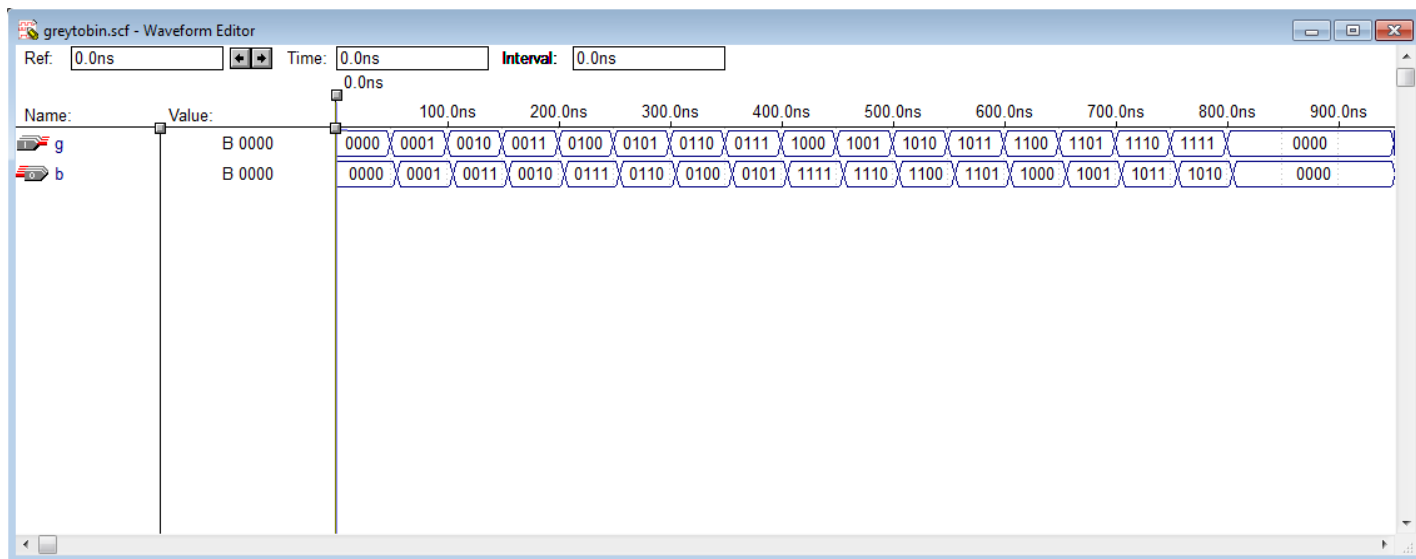 greytobin.scf - Waveform Editor
Ref: 0.0ns Time: 0.0ns Interval: 0.0ns
0.0ns
Name: Value: 100.0ns 200.0ns 300.0ns 400.0ns 500.0ns 600.0ns 700.0ns 800.0ns 900.0ns
g B 0000 0000 0001 0010 0011 0100 0101 0110 0111 1000 1001 1010 1011 1100 1101 1110 1111 0000
b B 0000 0000 0001 0011 0010 0111 0110 0100 0101 1111 1110 1100 1101 1000 1001 1011 1010 0000